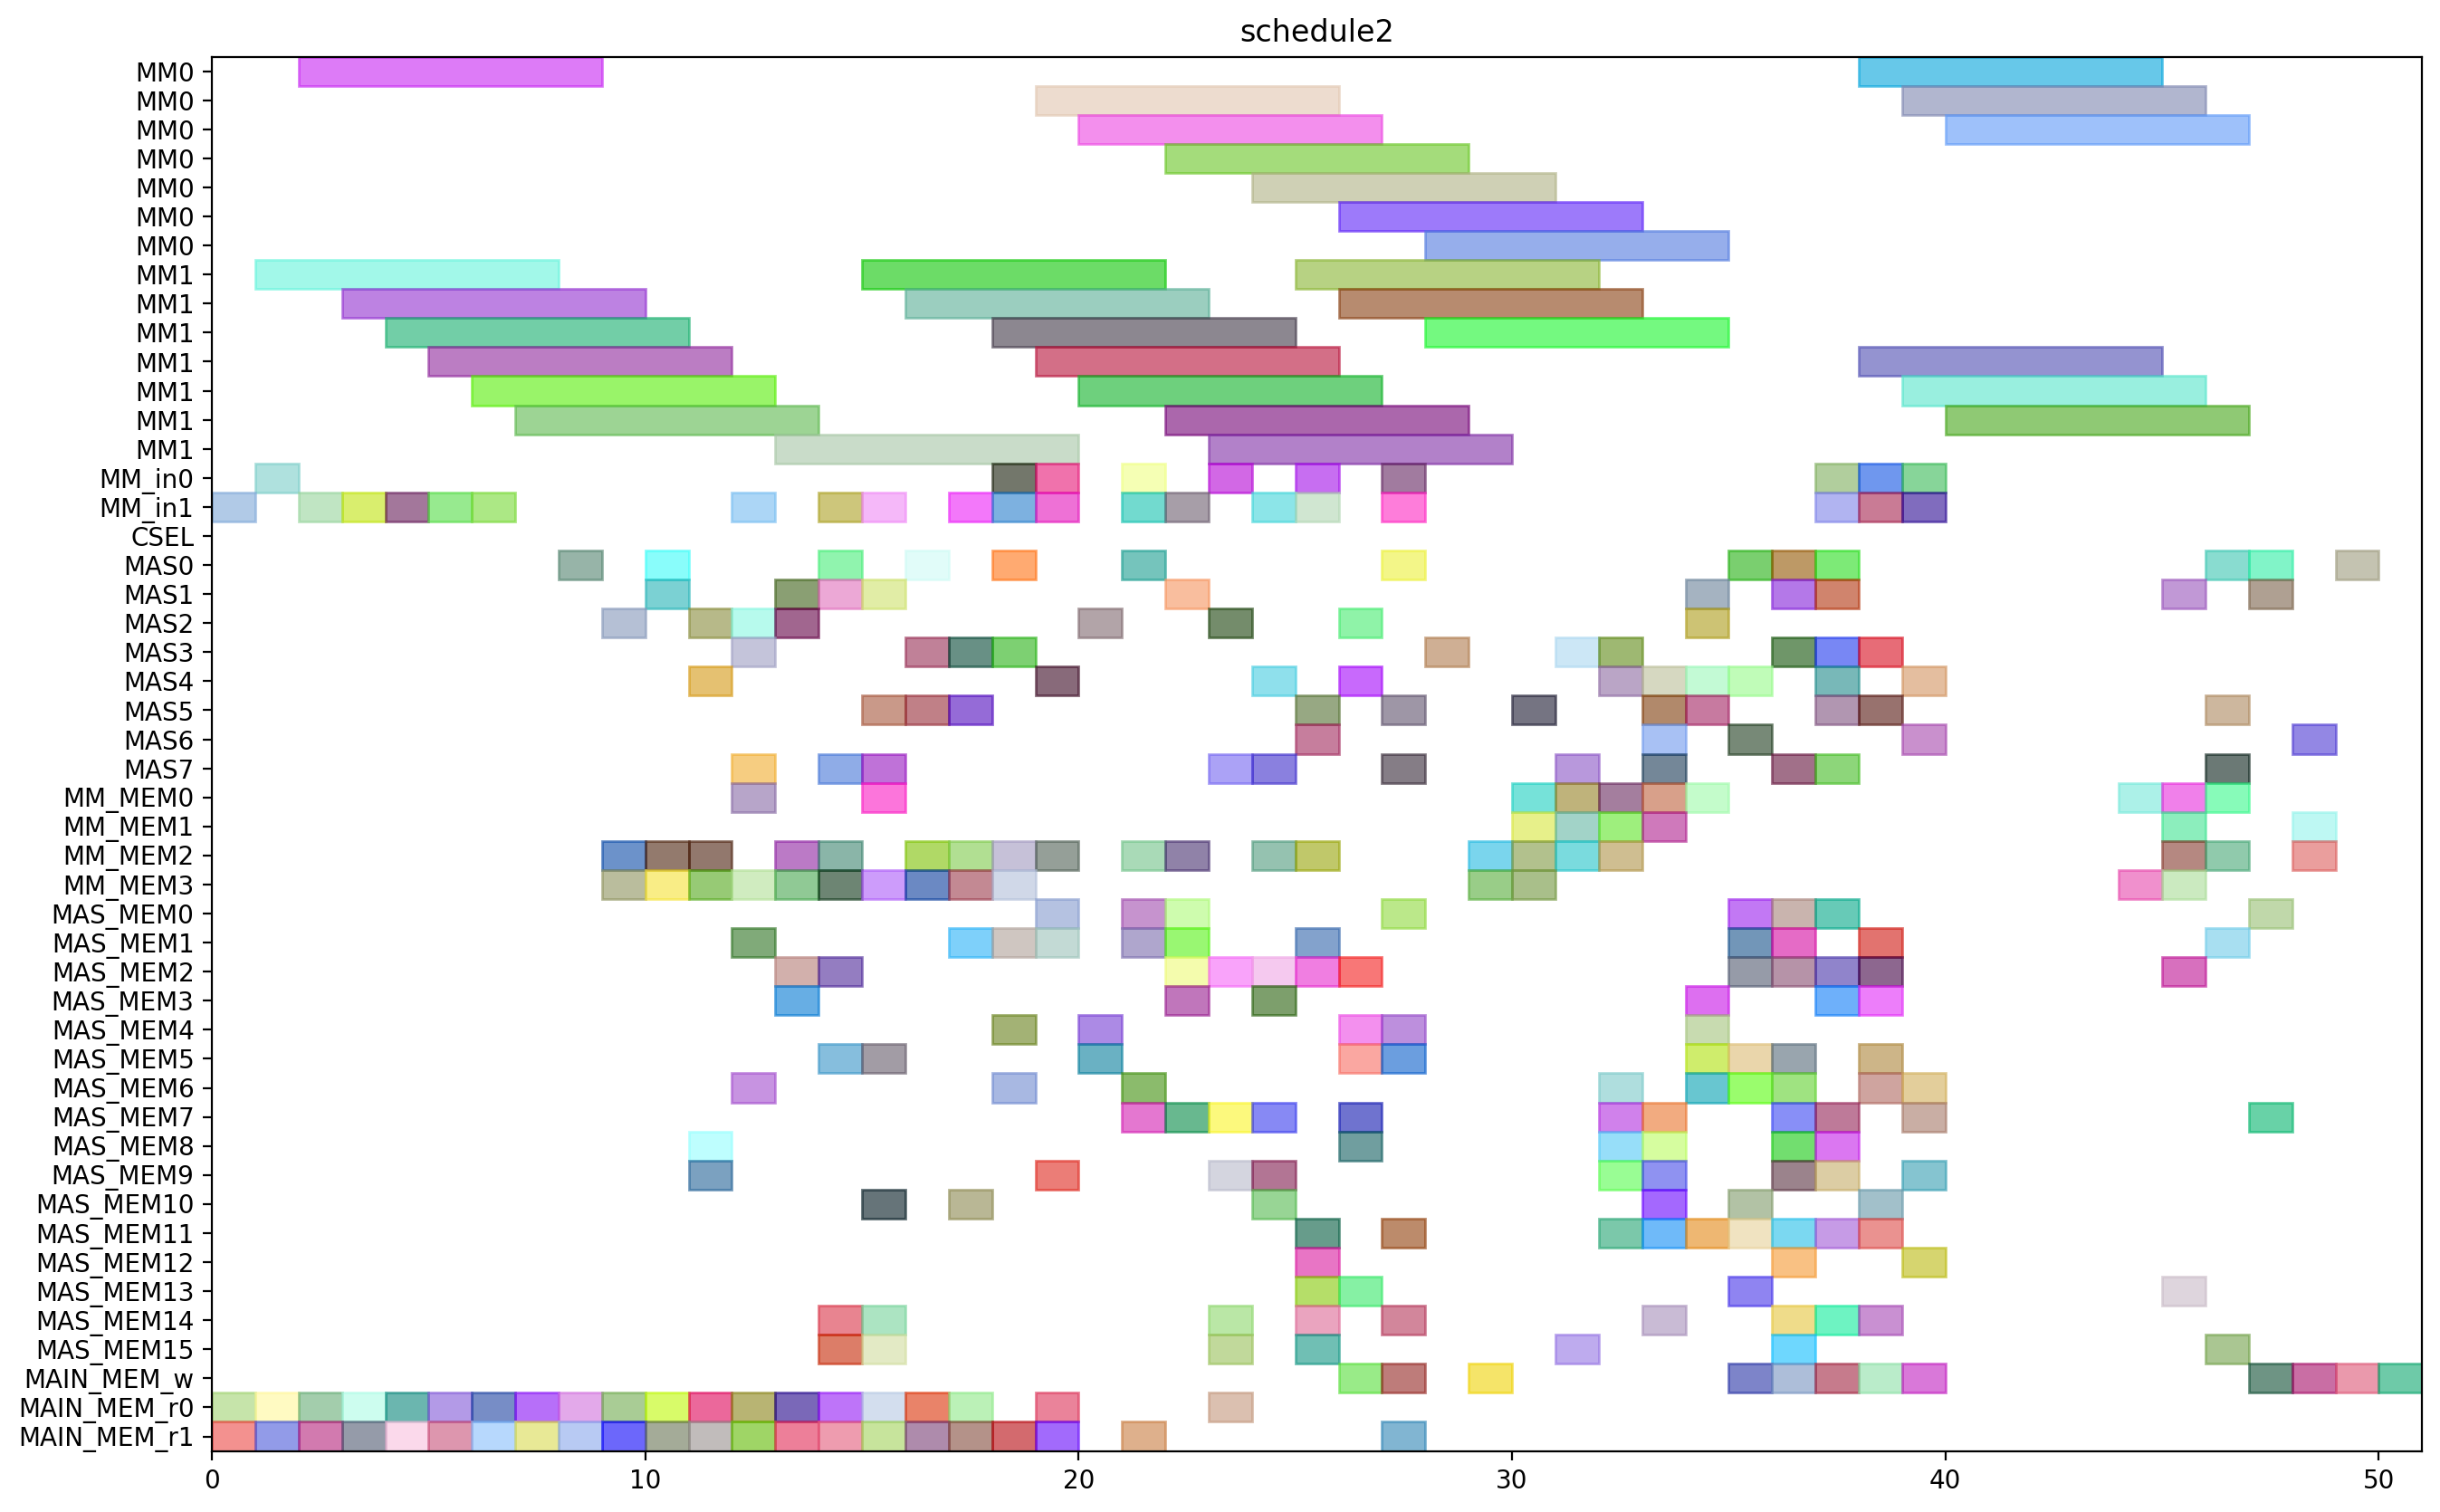 schedule2
MM0
MM0
MM0
MM0
MM0
MM0
MM0
MM1
MM1
MM1
MM1
MM1
MM1
MM1
MM_in0
MM_in1
CSEL
MAS0
MAS1
MAS2
MAS3
MAS4
MAS5
MAS6
MAS7
MM_MEM0
MM_MEM1
MM_MEM2
MM_MEM3
MAS_MEM0
MAS_MEM1
MAS_MEM2
MAS_MEM3
MAS_MEM4
MAS_MEM5
MAS_MEM6
MAS_MEM7
MAS_MEM8
MAS_MEM9
MAS_MEM10
MAS_MEM11
MAS_MEM12
MAS_MEM13
MAS_MEM14
MAS_MEM15
MAIN_MEM_w
MAIN_MEM_r0
MAIN_MEM_r1
0 10 20 30 40 50